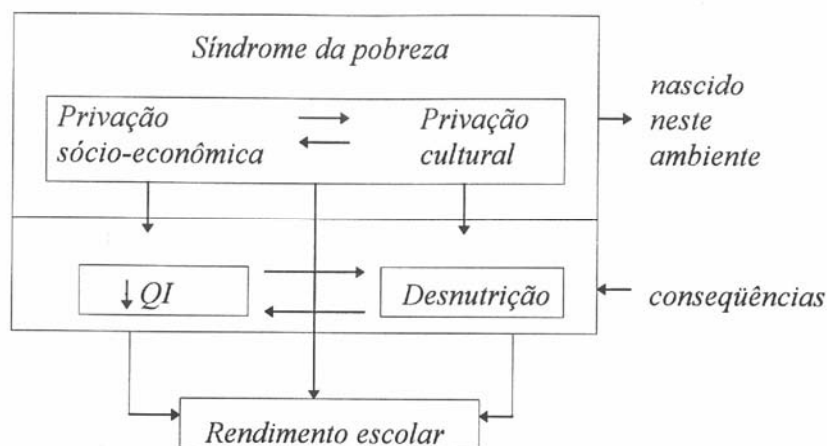 Síndrome da pobreza
nascido
neste
ambiente
Privação
sócio-econômica
Privação
cultural
↓ QI
Desnutrição
conseqüências
Rendimento escolar